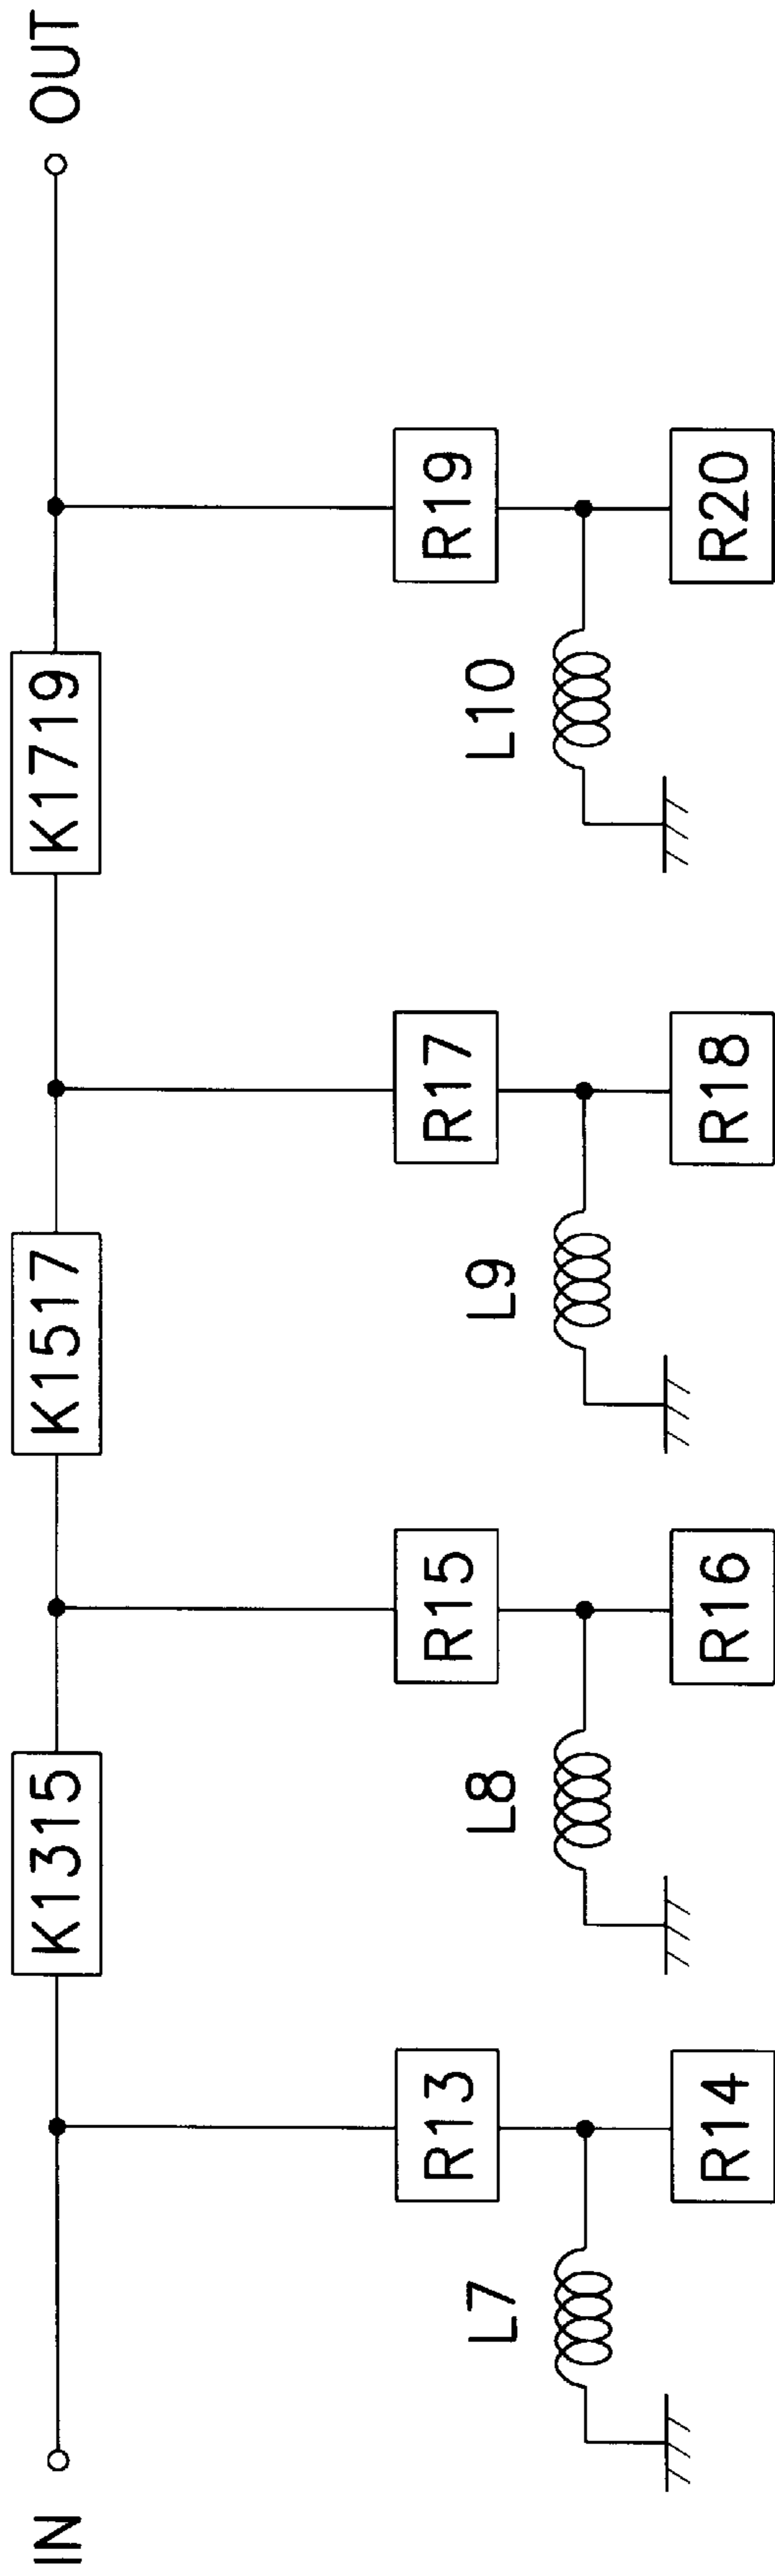 IN
K1315
K1517
K1719
OUT
R13
R15
R17
R19
L7
L8
L9
L10
R14
R16
R18
R20